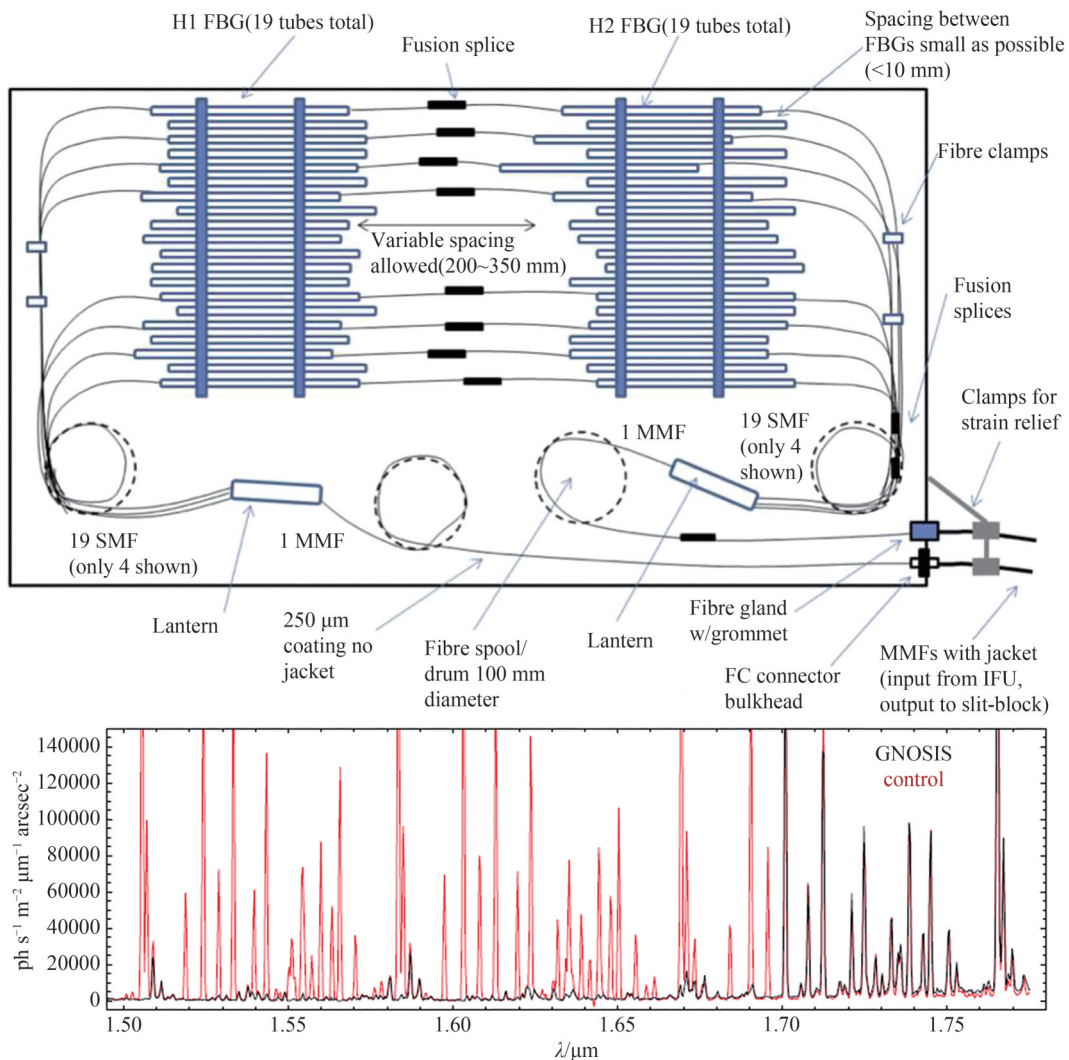 H1 FBG(19 tubes total)
Fusion splice
H2 FBG(19 tubes total)
Spacing between
FBGs small as possible
(<10 mm)
Fibre clamps
Variable spacing
allowed(200~350 mm)
Fusion
splices
Clamps for
strain relief
1 MMF
19 SMF
(only 4
shown)
19 SMF
(only 4 shown)
1 MMF
Lantern
250 μm
coating no
jacket
Fibre spool/
drum 100 mm
diameter
Lantern
Fibre gland
w/grommet
FC connector
bulkhead
MMFs with jacket
(input from IFU,
output to slit-block)
GNOSIS
control
ph s⁻¹ m⁻² μm⁻¹ arcsec⁻²
140000
120000
100000
80000
60000
40000
20000
0
1.50 1.55 1.60 1.65 1.70 1.75
λ/μm